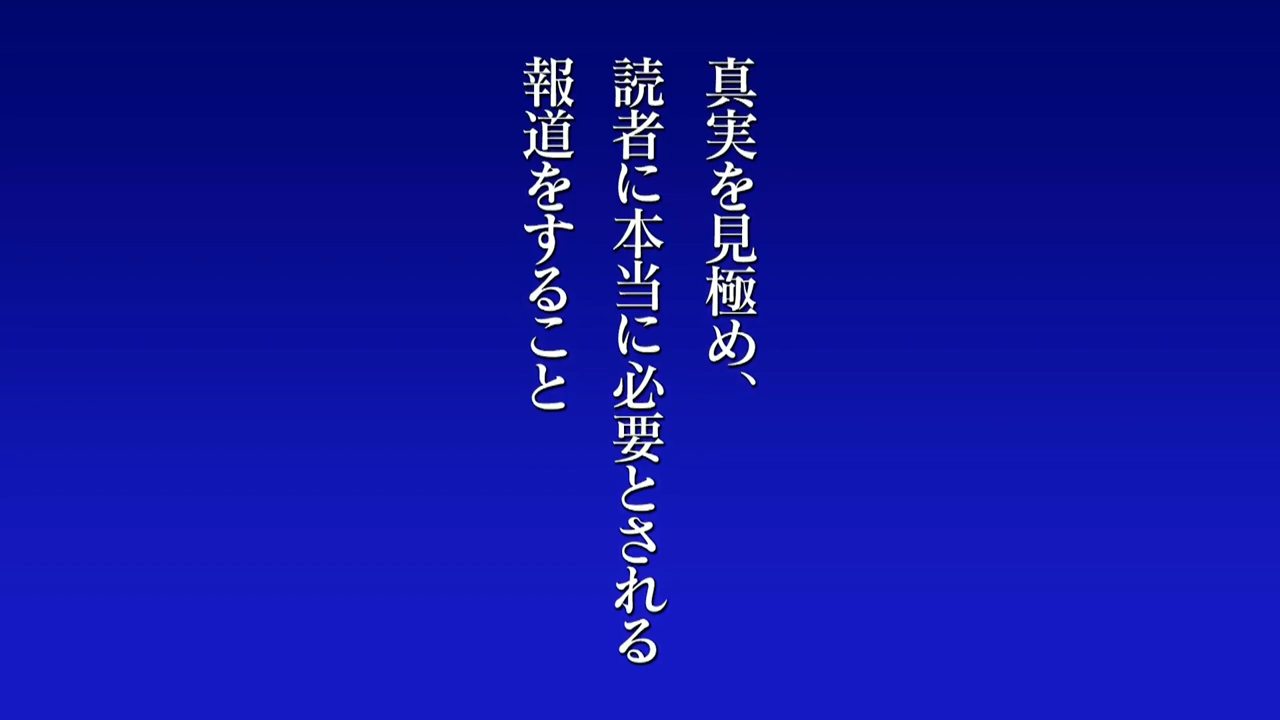 真実を見極め、
読者に本当に必要とされる
報道をすること